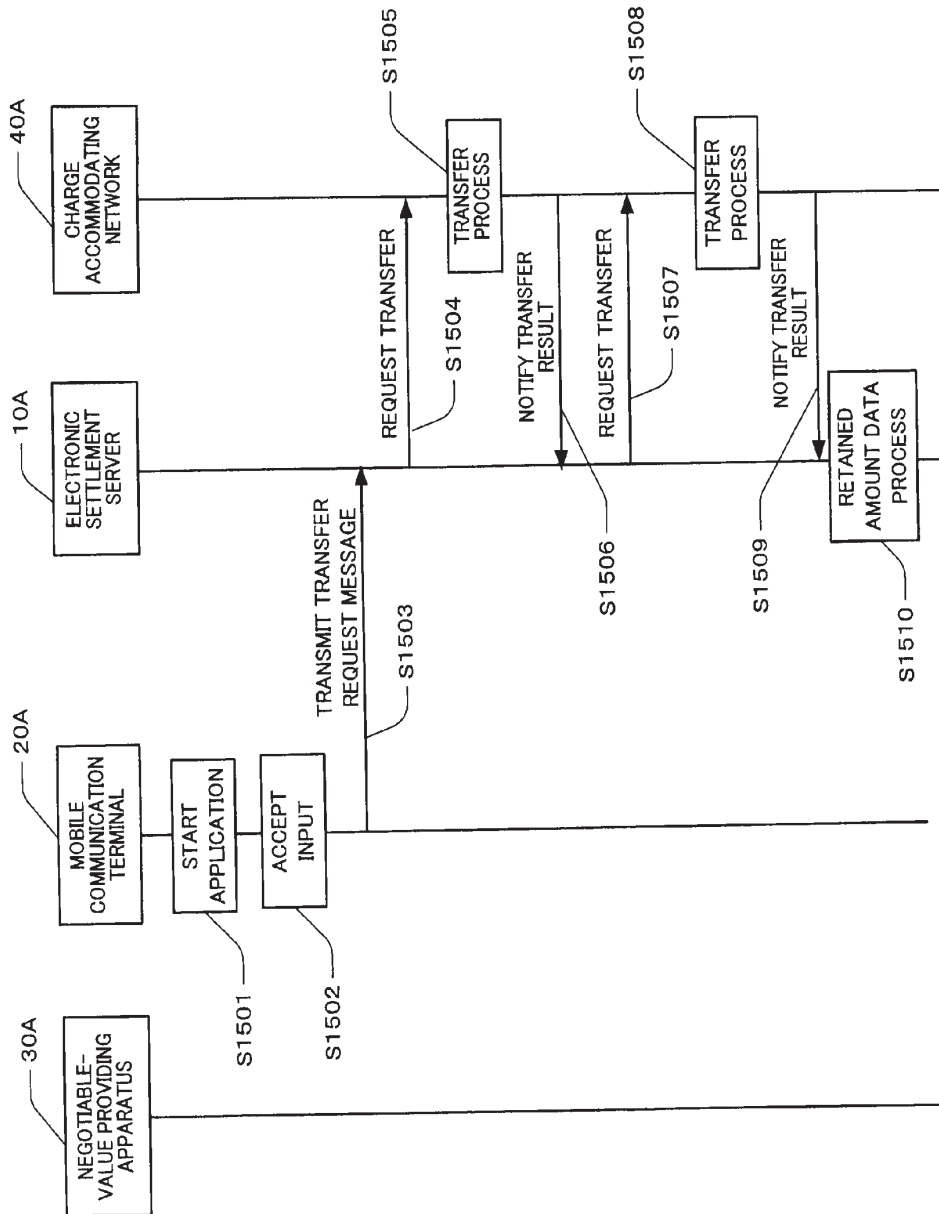 30A
NEGOTIABLE-
VALUE PROVIDING
APPARATUS
20A
MOBILE
COMMUNICATION
TERMINAL
10A
ELECTRONIC
SETTLEMENT
SERVER
40A
CHARGE
ACCOMMODATING
NETWORK
START
APPLICATION
S1501
ACCEPT
INPUT
S1502
TRANSMIT TRANSFER
REQUEST MESSAGE
S1503
REQUEST TRANSFER
S1504
TRANSFER
PROCESS
S1505
NOTIFY TRANSFER
RESULT
S1506
REQUEST TRANSFER
S1507
TRANSFER
PROCESS
S1508
NOTIFY TRANSFER
RESULT
S1509
RETAINED
AMOUNT DATA
PROCESS
S1510